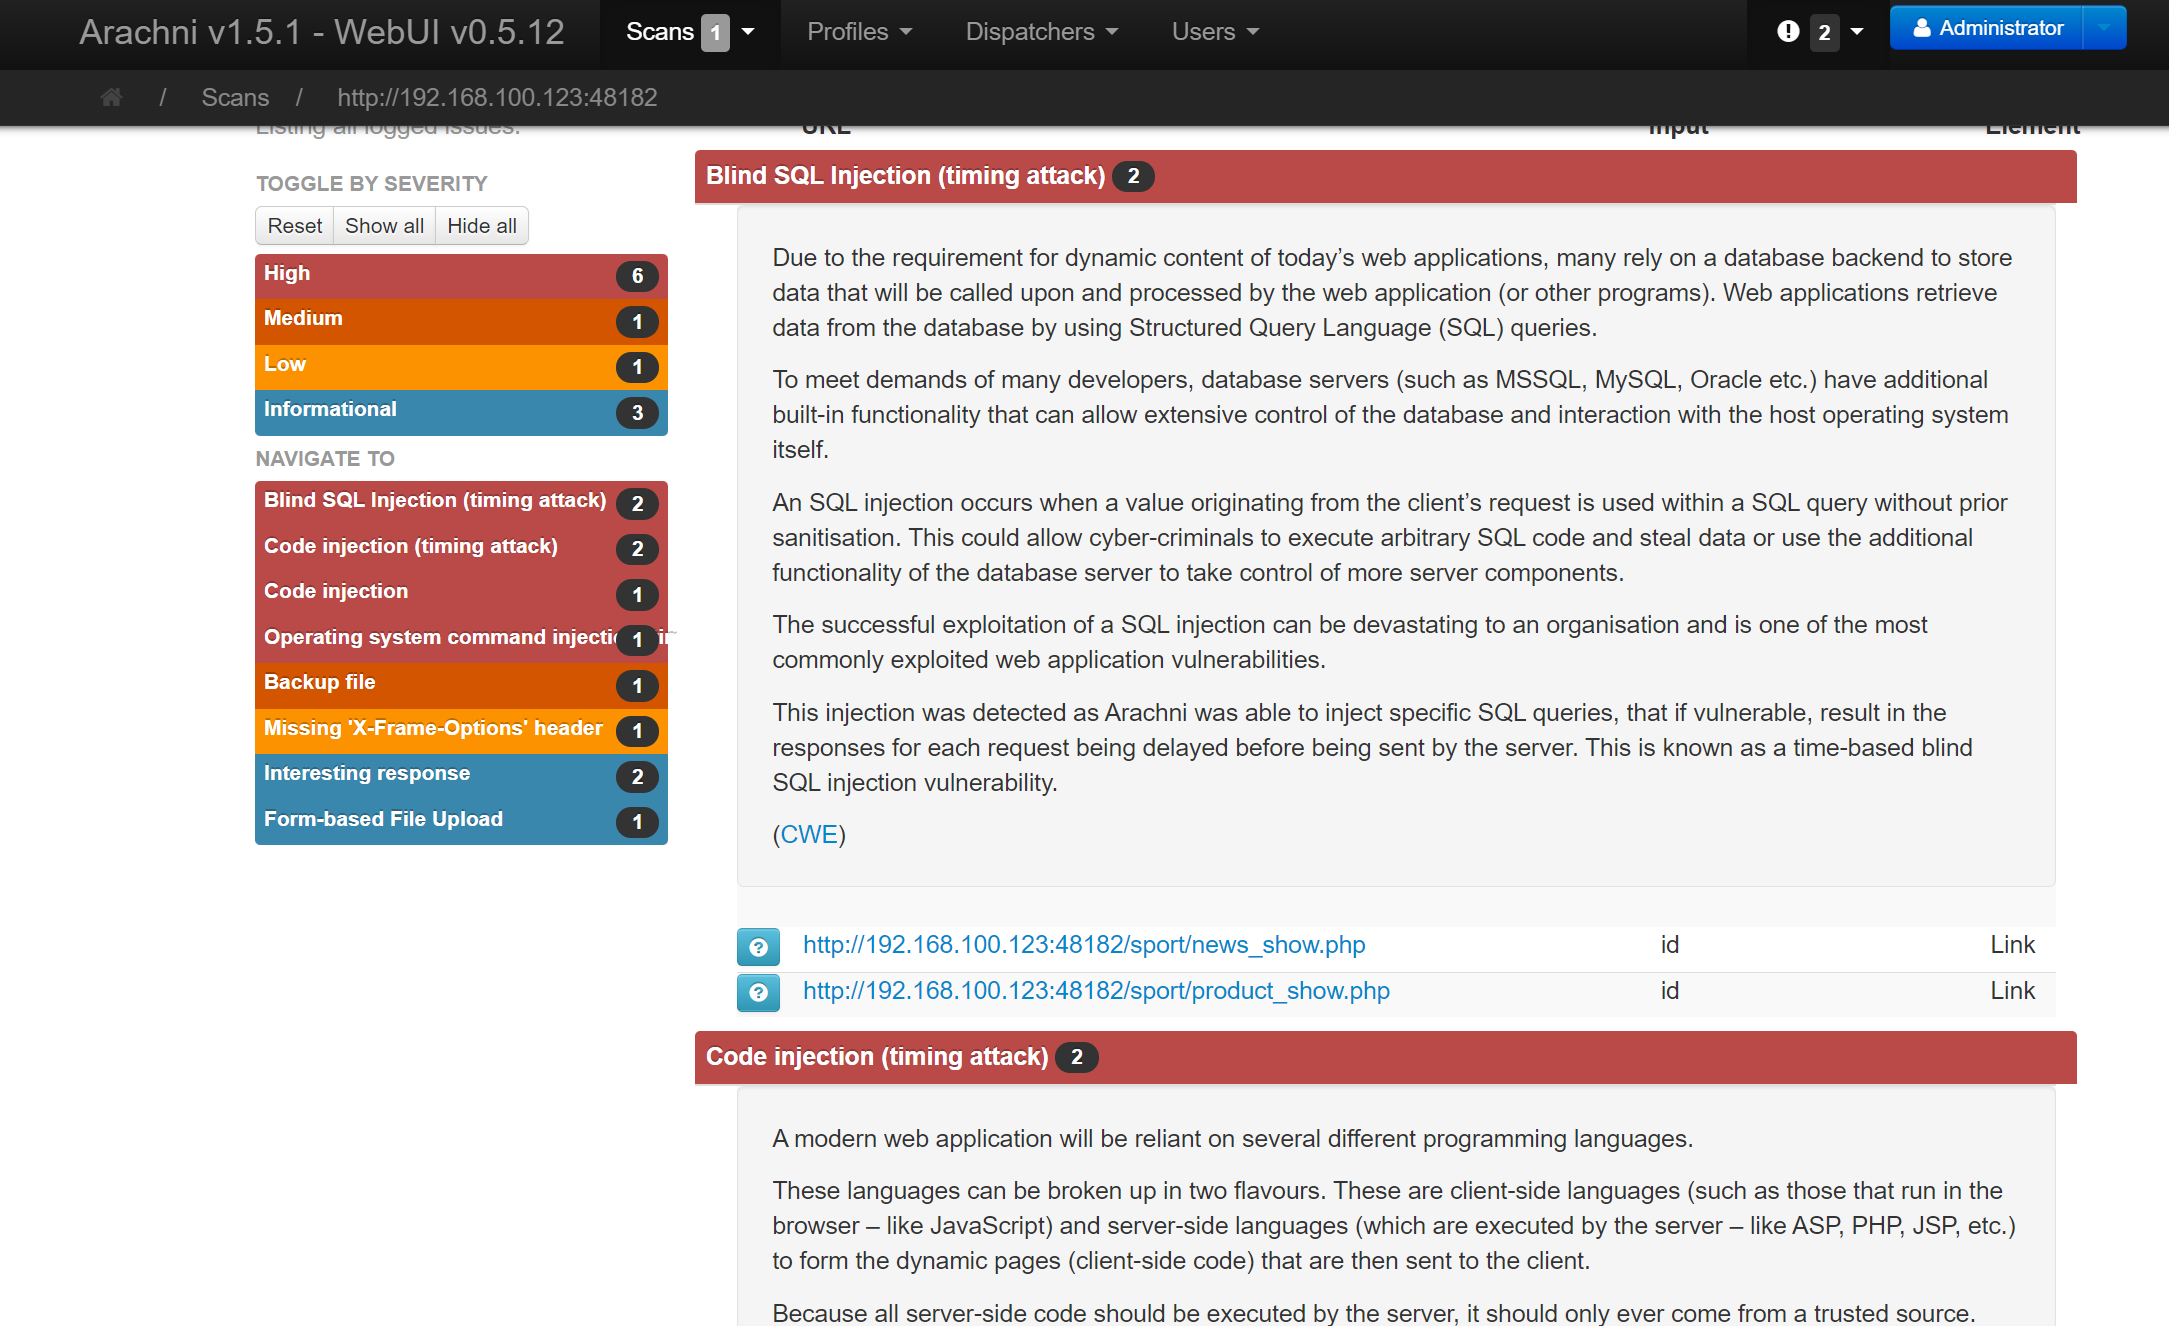 Arachni v1.5.1 - WebUI v0.5.12
Scans 1
Profiles
Dispatchers
Users
2
Administrator
/ Scans / http://192.168.100.123:48182
Listing all logged issues.
URL Input Element
TOGGLE BY SEVERITY
Reset Show all Hide all
High 6
Medium 1
Low 1
Informational 3
NAVIGATE TO
Blind SQL Injection (timing attack) 2
Code injection (timing attack) 2
Code injection 1
Operating system command 1
Backup file 1
Missing 'X-Frame-Options' header 1
Interesting response 2
Form-based File Upload 1
Blind SQL Injection (timing attack) 2
Due to the requirement for dynamic content of today’s web applications, many rely on a database backend to store
data that will be called upon and processed by the web application (or other programs). Web applications retrieve
data from the database by using Structured Query Language (SQL) queries.
To meet demands of many developers, database servers (such as MSSQL, MySQL, Oracle etc.) have additional
built-in functionality that can allow extensive control of the database and interaction with the host operating system
itself.
An SQL injection occurs when a value originating from the client’s request is used within a SQL query without prior
sanitisation. This could allow cyber-criminals to execute arbitrary SQL code and steal data or use the additional
functionality of the database server to take control of more server components.
The successful exploitation of a SQL injection can be devastating to an organisation and is one of the most
commonly exploited web application vulnerabilities.
This injection was detected as Arachni was able to inject specific SQL queries, that if vulnerable, result in the
responses for each request being delayed before being sent by the server. This is known as a time-based blind
SQL injection vulnerability.
(CWE)
http://192.168.100.123:48182/sport/news_show.php id Link
http://192.168.100.123:48182/sport/product_show.php id Link
Code injection (timing attack) 2
A modern web application will be reliant on several different programming languages.
These languages can be broken up in two flavours. These are client-side languages (such as those that run in the
browser – like JavaScript) and server-side languages (which are executed by the server – like ASP, PHP, JSP, etc.)
to form the dynamic pages (client-side code) that are then sent to the client.
Because all server-side code should be executed by the server, it should only ever come from a trusted source.